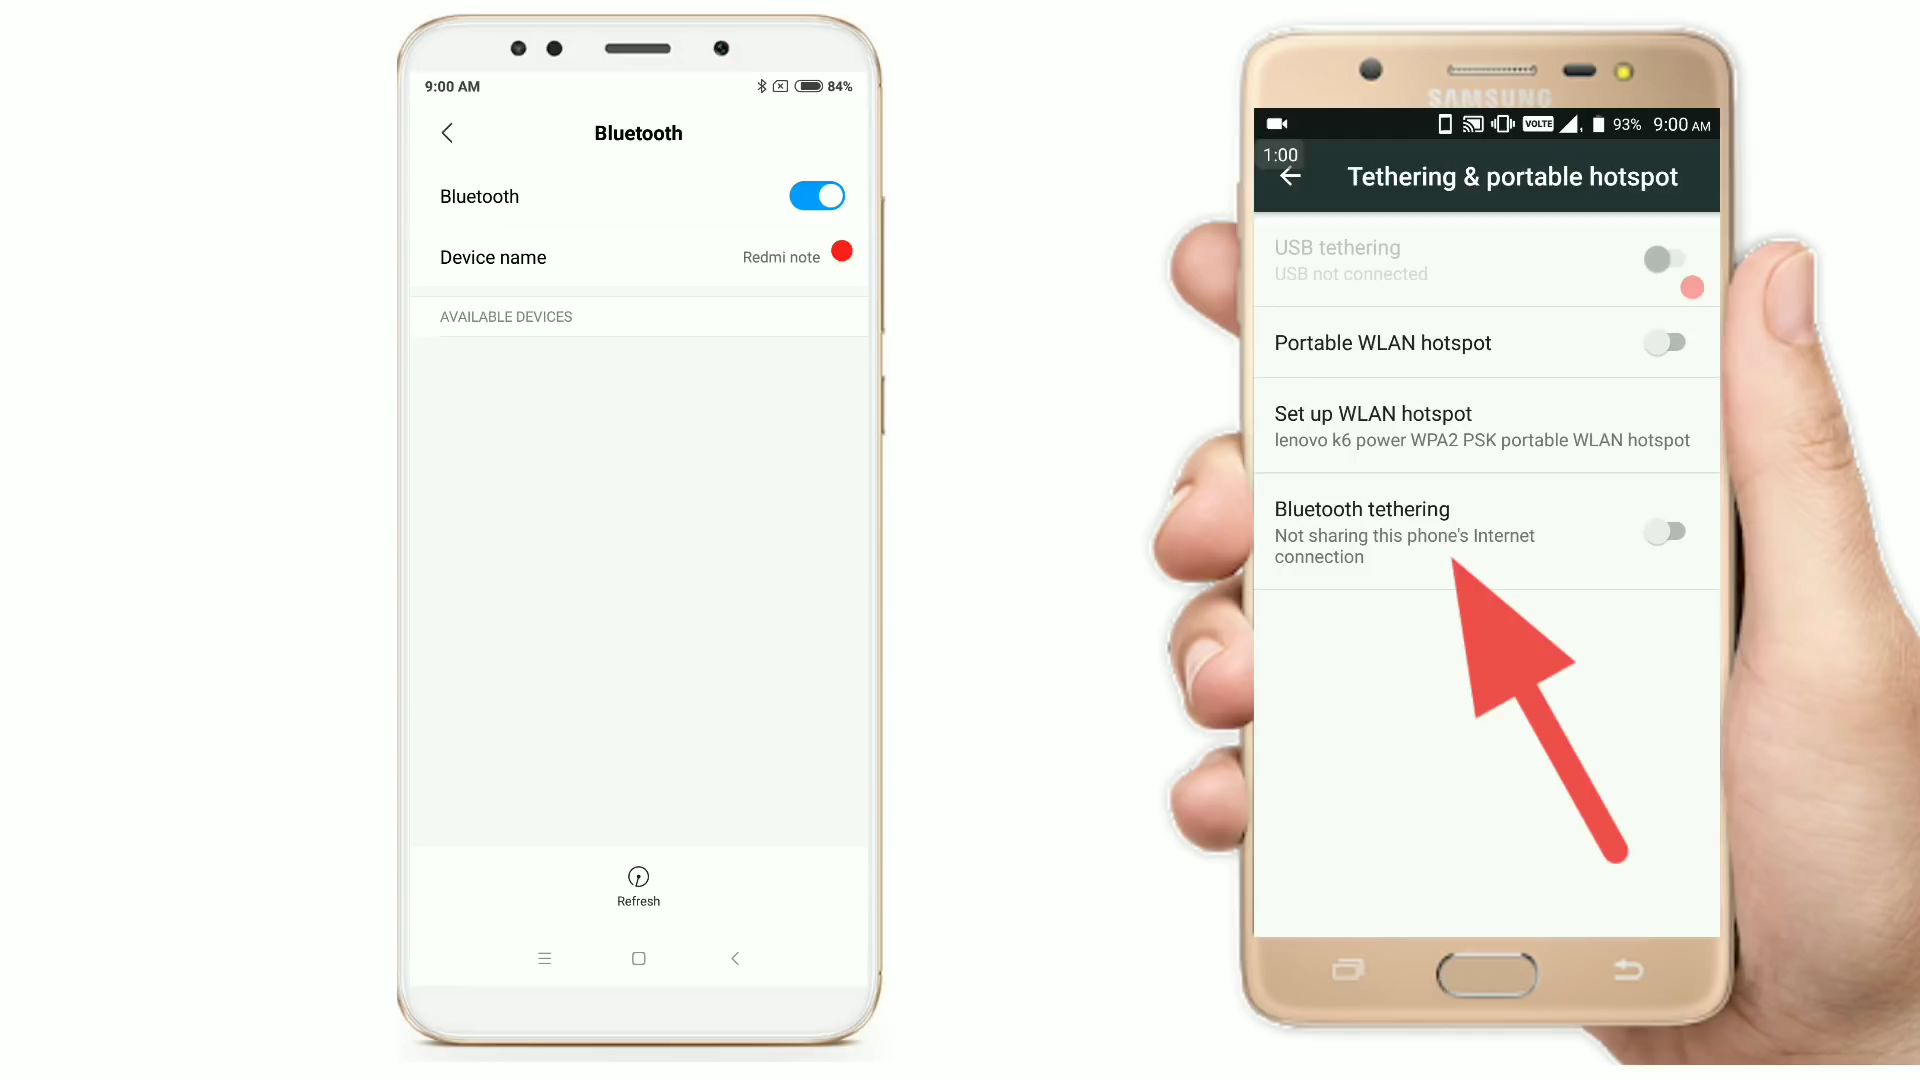 9:00 AM
84%
Bluetooth
Bluetooth
Device name
Redmi note
AVAILABLE DEVICES
Refresh
SAMSUNG
VOLTE
93%
9:00 AM
1:00
Tethering & portable hotspot
USB tethering
USB not connected
Portable WLAN hotspot
Set up WLAN hotspot
lenovo k6 power WPA2 PSK portable WLAN hotspot
Bluetooth tethering
Not sharing this phone's Internet
connection